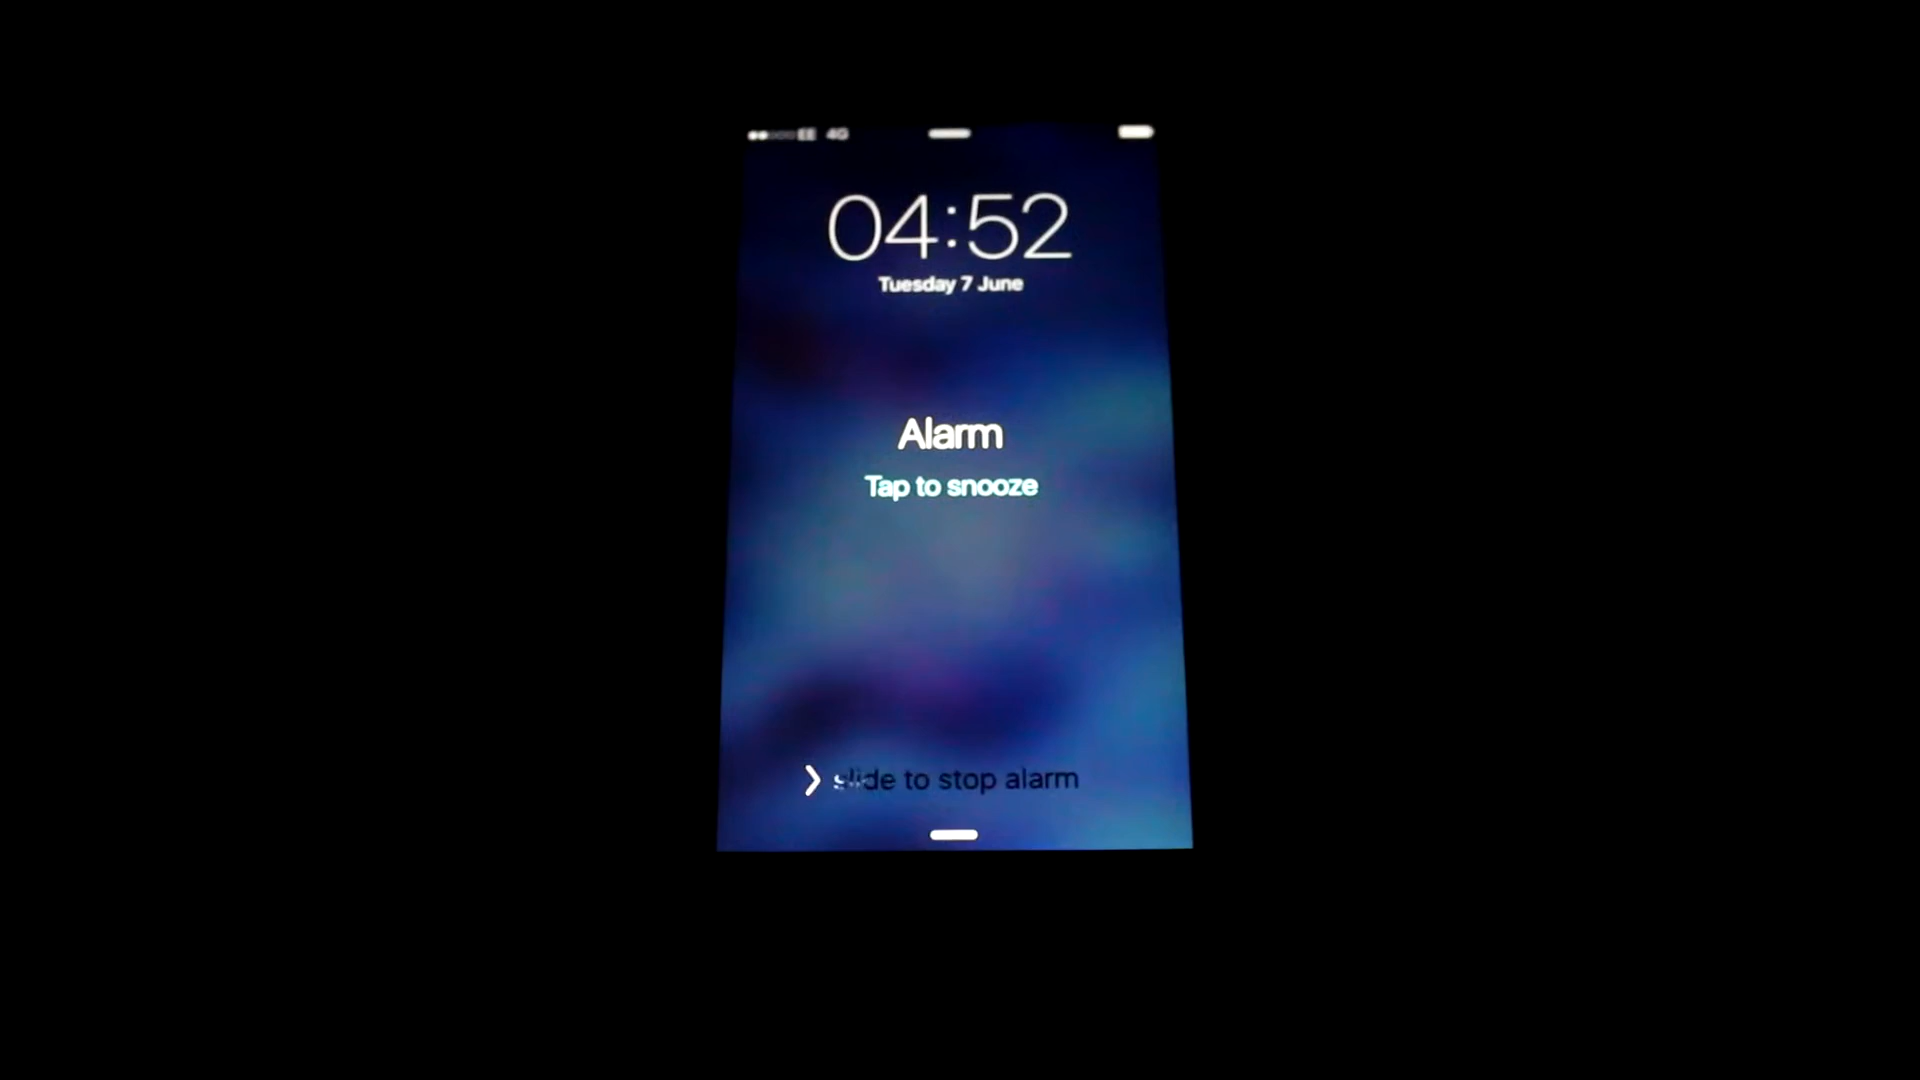 EE 4G
04:52
Tuesday 7 June
Alarm
Tap to snooze
slide to stop alarm